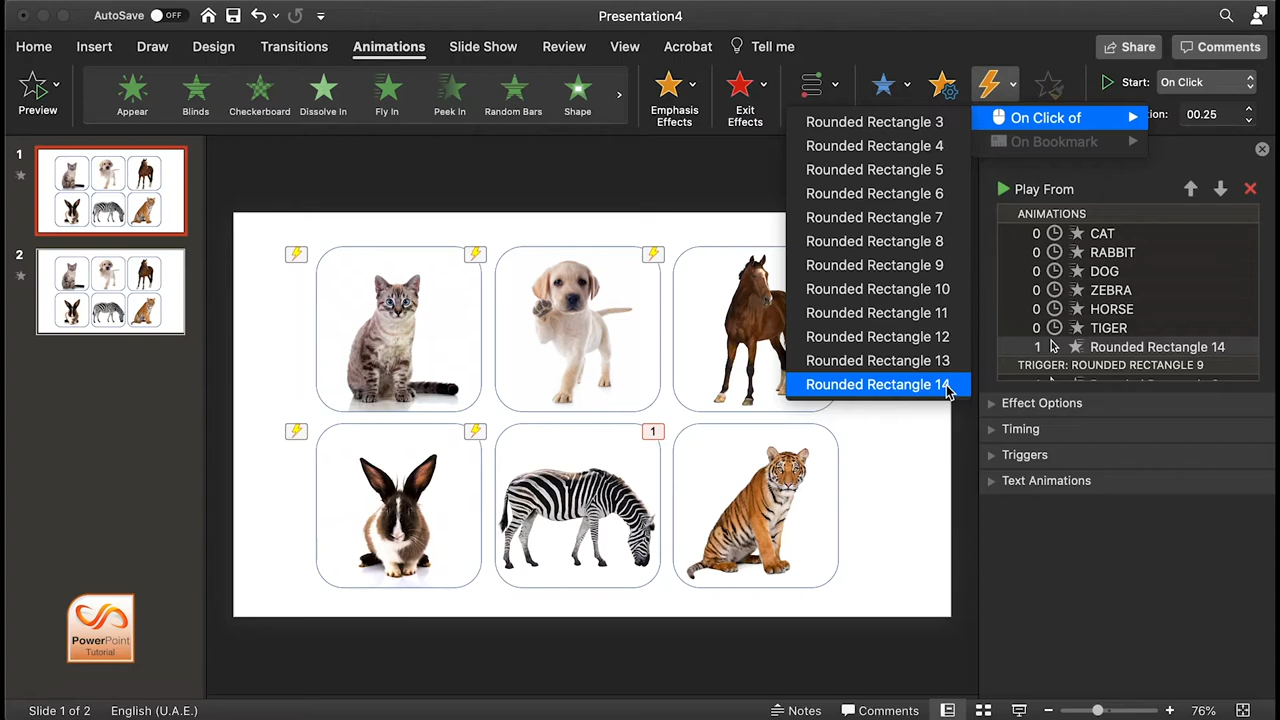 AutoSave OFF
Presentation4
Home Insert Draw Design Transitions Animations Slide Show Review View Acrobat Tell me
Share Comments
Preview
Appear Blinds Checkerboard Dissolve In Fly In Peek In Random Bars Shape
Emphasis
Effects
Exit
Effects
Start: On Click
tion: 00.25
On Click of
On Bookmark
Rounded Rectangle 3
Rounded Rectangle 4
Rounded Rectangle 5
Rounded Rectangle 6
Rounded Rectangle 7
Rounded Rectangle 8
Rounded Rectangle 9
Rounded Rectangle 10
Rounded Rectangle 11
Rounded Rectangle 12
Rounded Rectangle 13
Rounded Rectangle 14
1
2
1
Play From
ANIMATIONS
0 CAT
0 RABBIT
0 DOG
0 ZEBRA
0 HORSE
0 TIGER
1 Rounded Rectangle 14
TRIGGER: ROUNDED RECTANGLE 9
Effect Options
Timing
Triggers
Text Animations
PowerPoint
Tutorial
Slide 1 of 2 English (U.A.E.)
Notes Comments 76%